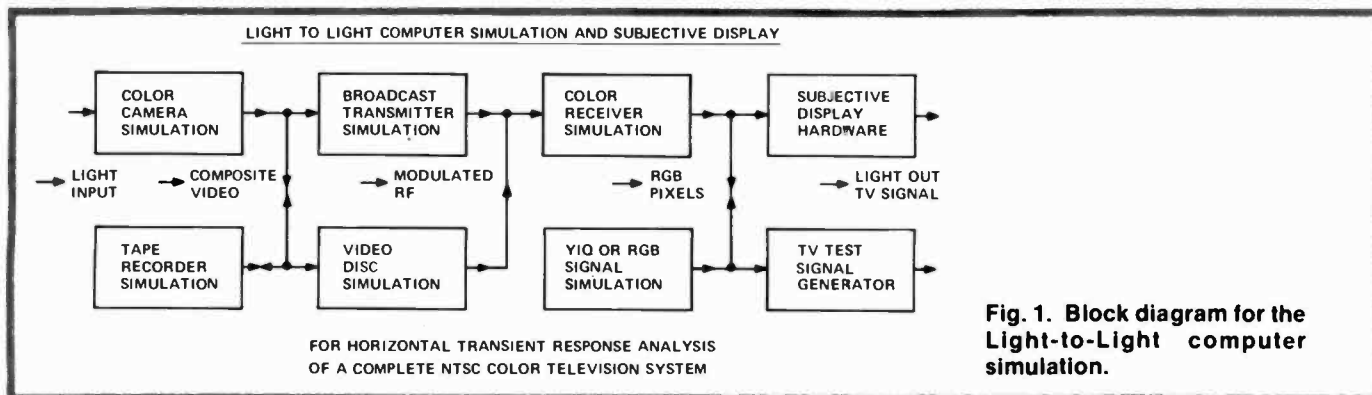 LIGHT TO LIGHT COMPUTER SIMULATION AND SUBJECTIVE DISPLAY
COLOR
CAMERA
SIMULATION
BROADCAST
TRANSMITTER
SIMULATION
COLOR
RECEIVER
SIMULATION
SUBJECTIVE
DISPLAY
HARDWARE
LIGHT
INPUT
COMPOSITE
VIDEO
MODULATED
RF
RGB
PIXELS
LIGHT OUT
TV SIGNAL
TAPE
RECORDER
SIMULATION
VIDEO
DISC
SIMULATION
YIQ OR RGB
SIGNAL
SIMULATION
TV TEST
SIGNAL
GENERATOR
FOR HORIZONTAL TRANSIENT RESPONSE ANALYSIS
OF A COMPLETE NTSC COLOR TELEVISION SYSTEM
Fig. 1. Block diagram for the
Light-to-Light computer
simulation.